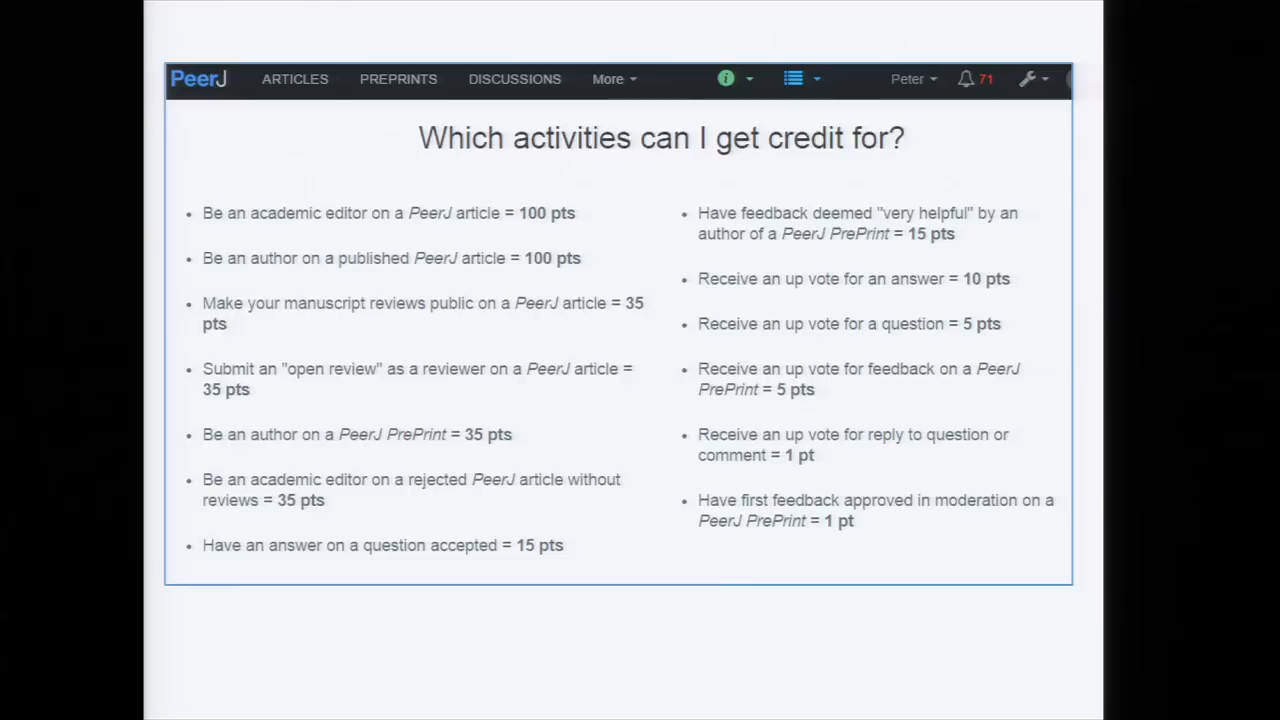 PeerJ ARTICLES PREPRINTS DISCUSSIONS More Peter 71
Which activities can I get credit for?
Be an academic editor on a PeerJ article = 100 pts
Be an author on a published PeerJ article = 100 pts
Make your manuscript reviews public on a PeerJ article = 35
pts
Submit an "open review" as a reviewer on a PeerJ article =
35 pts
Be an author on a PeerJ PrePrint = 35 pts
Be an academic editor on a rejected PeerJ article without
reviews = 35 pts
Have an answer on a question accepted = 15 pts
Have feedback deemed "very helpful" by an
author of a PeerJ PrePrint = 15 pts
Receive an up vote for an answer = 10 pts
Receive an up vote for a question = 5 pts
Receive an up vote for feedback on a PeerJ
PrePrint = 5 pts
Receive an up vote for reply to question or
comment = 1 pt
Have first feedback approved in moderation on a
PeerJ PrePrint = 1 pt